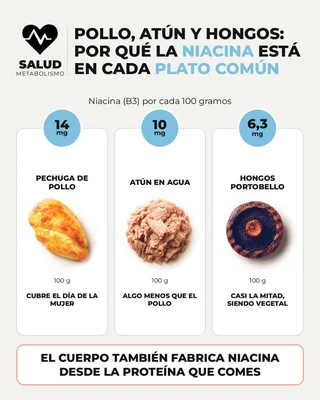 SALUD
METABOLISMO
POLLO, ATÚN Y HONGOS:
POR QUÉ LA NIACINA ESTÁ
EN CADA PLATO COMÚN
Niacina (B3) por cada 100 gramos
14
mg
PECHUGA DE
POLLO
100 g
CUBRE EL DÍA DE LA
MUJER
10
mg
ATÚN EN AGUA
100 g
ALGO MENOS QUE EL
POLLO
6,3
mg
HONGOS
PORTOBELLO
100 g
CASI LA MITAD,
SIENDO VEGETAL
EL CUERPO TAMBIÉN FABRICA NIACINA
DESDE LA PROTEÍNA QUE COMES